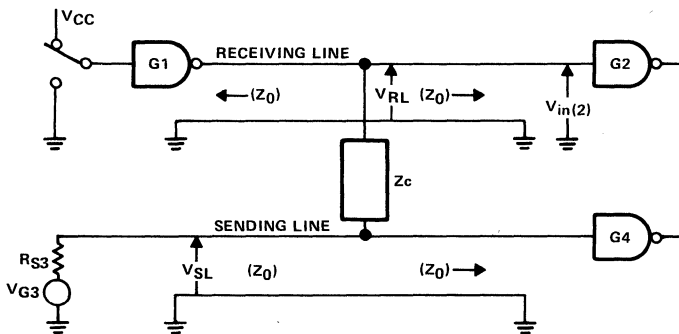 VCC
G1
RECEIVING LINE
G2
(Z0)
VRL
(Z0)
Vin(2)
Zc
SENDING LINE
G4
RS3
VSL
(Z0)
(Z0)
VG3